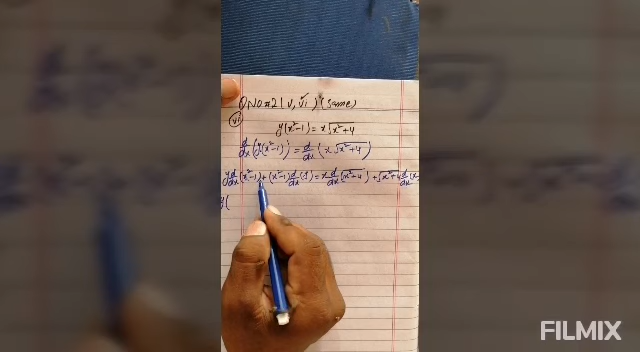 Q NO #2 (v, vi) (same)
(vi) y(x²-1) = x√x²+4
d/dx (y(x²-1)) = d/dx (x√x²+4)
y d/dx (x²-1) + (x²-1) d/dx (y) = x d/dx (√x²+4) + √x²+4 d/dx (x
y(
FILMIX